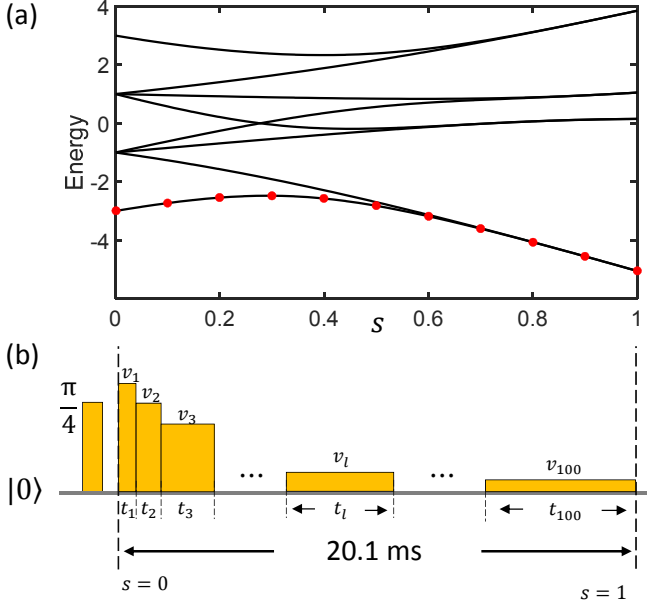 (a)
4
2
0
-2
-4
Energy
0
0.2
0.4
0.6
0.8
1
s
(b)
π
4
|0⟩
v₁
v₂
v₃
...
vₗ
...
v₁₀₀
t₁
t₂
t₃
tₗ
t₁₀₀
20.1 ms
s = 0
s = 1